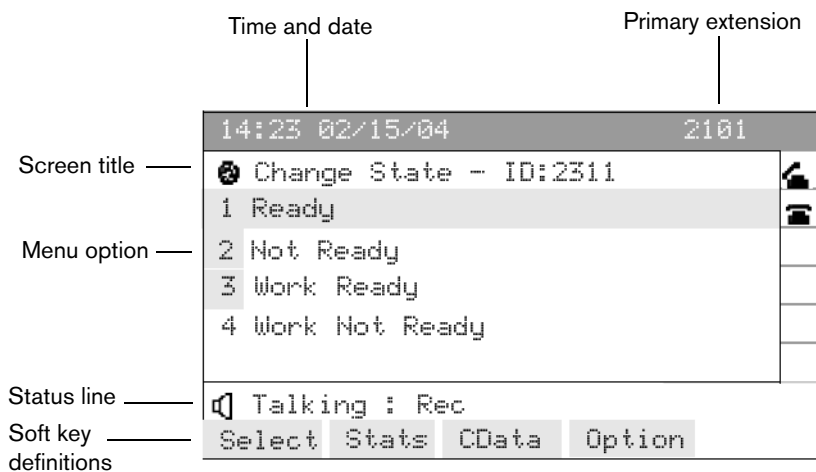 Time and date
Primary extension
14:23 02/15/04 2101
Screen title
Change State - ID:2311
1 Ready
Menu option
2 Not Ready
3 Work Ready
4 Work Not Ready
Status line
Talking : Rec
Soft key
definitions
Select Stats CData Option